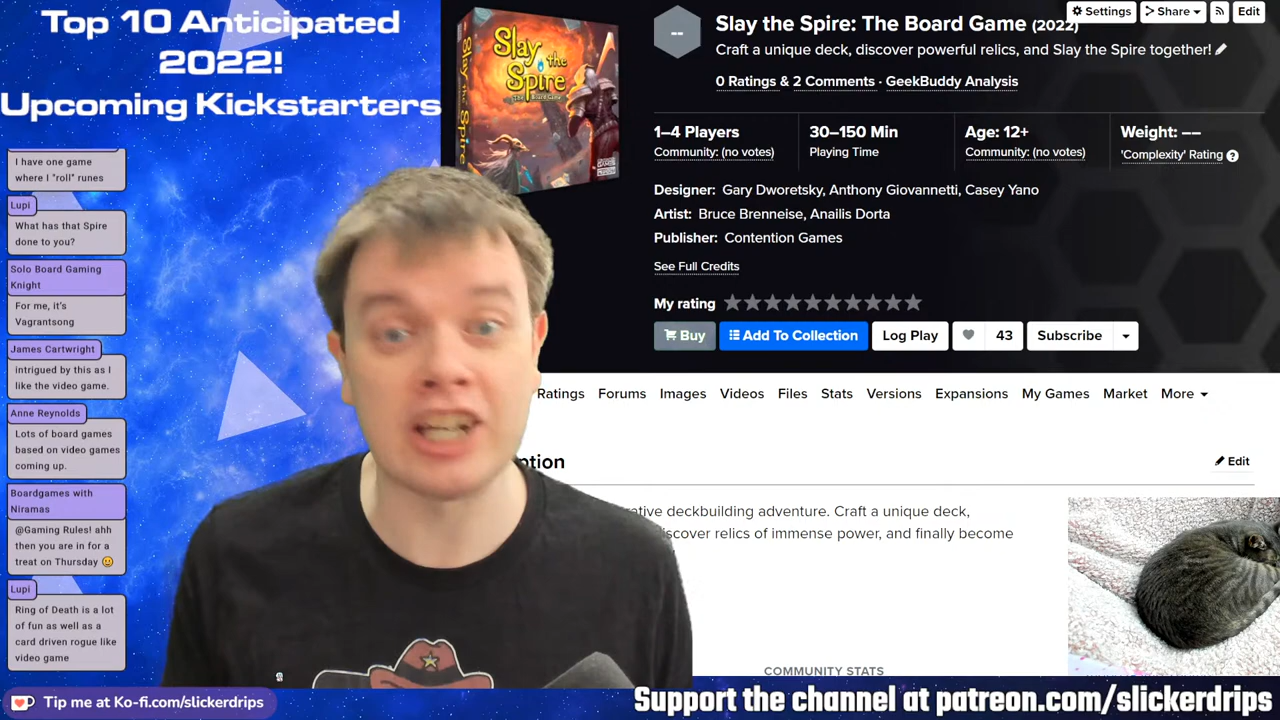 Top 10 Anticipated
2022!
Upcoming Kickstarters
I have one game
where I "roll" runes
Lupi
What has that Spire
done to you?
Solo Board Gaming
Knight
For me, it's
Vagrantsong
James Cartwright
intrigued by this as I
like the video game.
Anne Reynolds
Lots of board games
based on video games
coming up.
Boardgames with
Niramas
@Gaming Rules! ahh
then you are in for a
treat on Thursday
Lupi
Ring of Death is a lot
of fun as well as a
card driven rogue like
video game
Slay the Spire
The Board Game
Slay the Spire
--
Slay the Spire: The Board Game (2022)
Settings
Share
Edit
Craft a unique deck, discover powerful relics, and Slay the Spire together!
0 Ratings & 2 Comments · GeekBuddy Analysis
1–4 Players
Community: (no votes)
30–150 Min
Playing Time
Age: 12+
Community: (no votes)
Weight: --
'Complexity' Rating ?
Designer: Gary Dworetsky, Anthony Giovannetti, Casey Yano
Artist: Bruce Brenneise, Anailis Dorta
Publisher: Contention Games
See Full Credits
My rating
Buy
Add To Collection
Log Play
43
Subscribe
Ratings Forums Images Videos Files Stats Versions Expansions My Games Market More
ption
Edit
rative deckbuilding adventure. Craft a unique deck,
scover relics of immense power, and finally become
COMMUNITY STATS
Tip me at Ko-fi.com/slickerdrips
Support the channel at patreon.com/slickerdrips